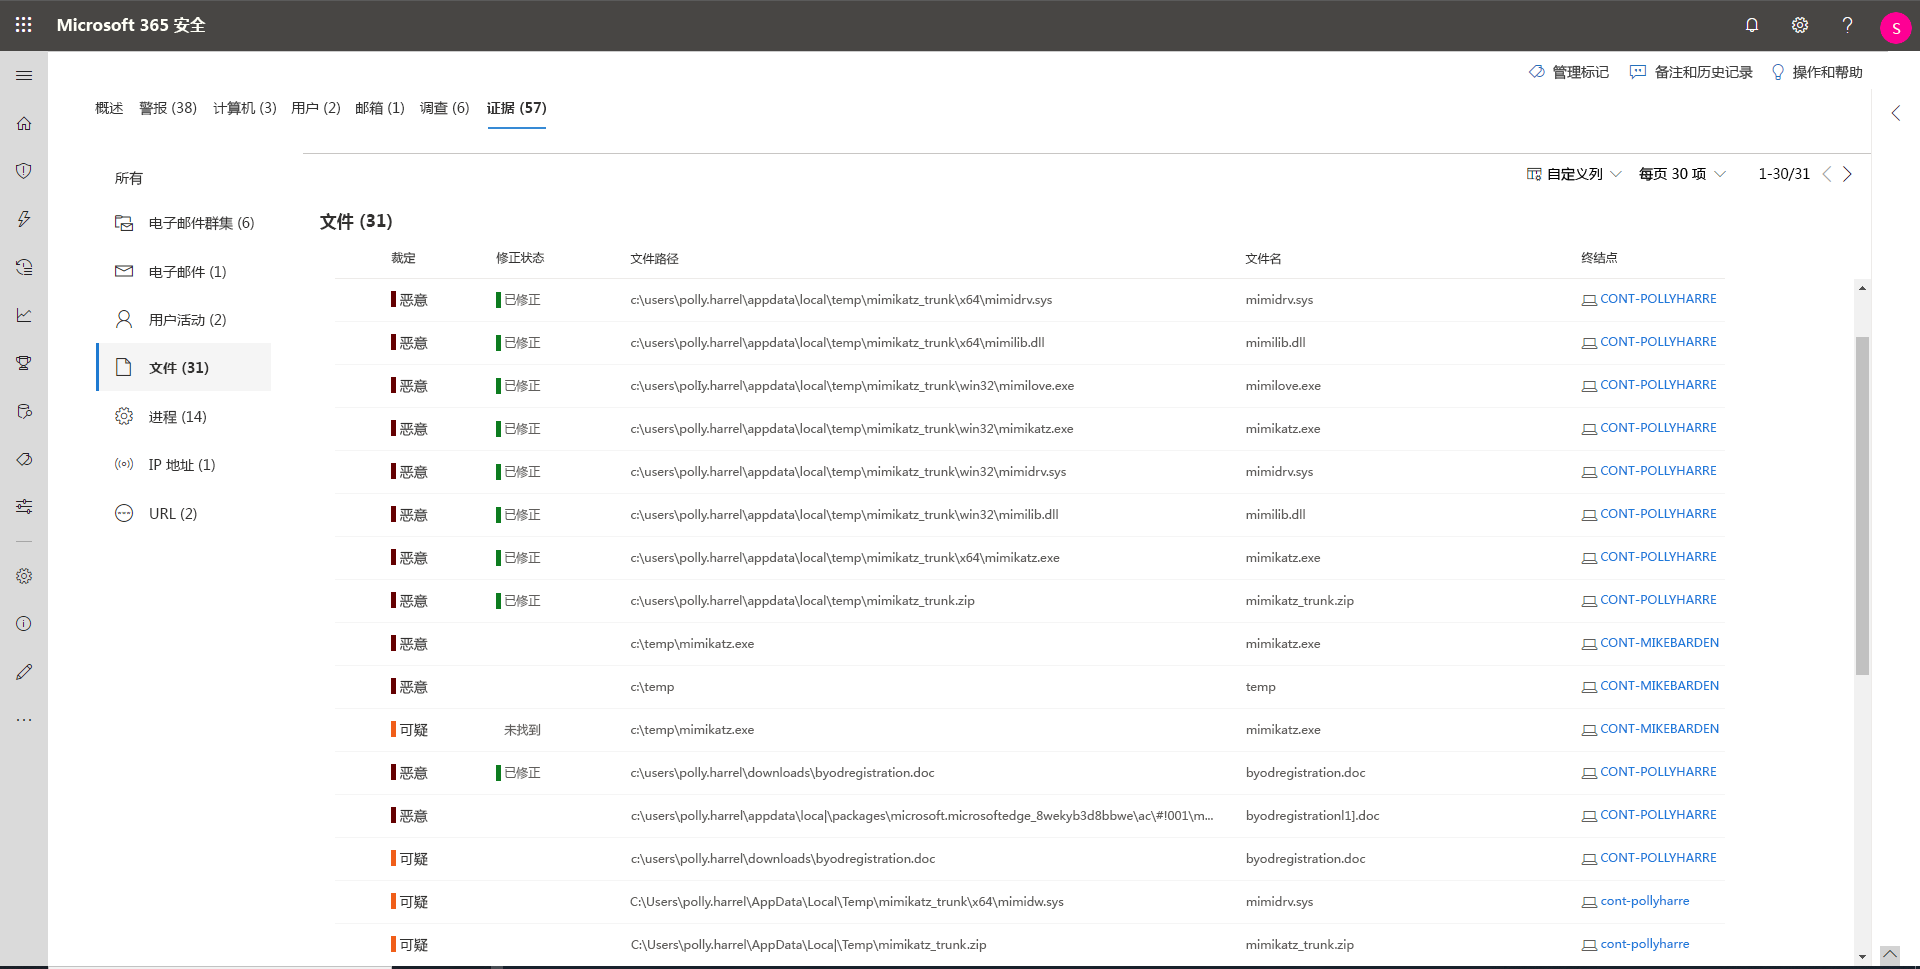 Microsoft 365 安全
S
管理标记 备注和历史记录 操作和帮助
概述 警报 (38) 计算机 (3) 用户 (2) 邮箱 (1) 调查 (6) 证据 (57)
自定义列 每页 30 项 1-30/31
所有
电子邮件群集 (6)
电子邮件 (1)
用户活动 (2)
文件 (31)
进程 (14)
IP 地址 (1)
URL (2)
文件 (31)
裁定 修正状态 文件路径 文件名 终结点
恶意 已修正 c:\users\polly.harrel\appdata\local\temp\mimikatz_trunk\x64\mimidrv.sys mimidrv.sys CONT-POLLYHARRE
恶意 已修正 c:\users\polly.harrel\appdata\local\temp\mimikatz_trunk\x64\mimilib.dll mimilib.dll CONT-POLLYHARRE
恶意 已修正 c:\users\polly.harrel\appdata\local\temp\mimikatz_trunk\win32\mimilove.exe mimilove.exe CONT-POLLYHARRE
恶意 已修正 c:\users\polly.harrel\appdata\local\temp\mimikatz_trunk\win32\mimikatz.exe mimikatz.exe CONT-POLLYHARRE
恶意 已修正 c:\users\polly.harrel\appdata\local\temp\mimikatz_trunk\win32\mimidrv.sys mimidrv.sys CONT-POLLYHARRE
恶意 已修正 c:\users\polly.harrel\appdata\local\temp\mimikatz_trunk\win32\mimilib.dll mimilib.dll CONT-POLLYHARRE
恶意 已修正 c:\users\polly.harrel\appdata\local\temp\mimikatz_trunk\x64\mimikatz.exe mimikatz.exe CONT-POLLYHARRE
恶意 已修正 c:\users\polly.harrel\appdata\local\temp\mimikatz_trunk.zip mimikatz_trunk.zip CONT-POLLYHARRE
恶意 c:\temp\mimikatz.exe mimikatz.exe CONT-MIKEBARDEN
恶意 c:\temp temp CONT-MIKEBARDEN
可疑 未找到 c:\temp\mimikatz.exe mimikatz.exe CONT-MIKEBARDEN
恶意 已修正 c:\users\polly.harrel\downloads\byodregistration.doc byodregistration.doc CONT-POLLYHARRE
恶意 c:\users\polly.harrel\appdata\loca|\packages\microsoft.microsoftedge_8wekyb3d8bbwe\ac\#!001\m... byodregistrationl1].doc CONT-POLLYHARRE
可疑 c:\users\polly.harrel\downloads\byodregistration.doc byodregistration.doc CONT-POLLYHARRE
可疑 C:\Users\polly.harrel\AppData\Local\Temp\mimikatz_trunk\x64\mimidw.sys mimidrv.sys cont-pollyharre
可疑 C:\Users\polly.harrel\AppData\Loca|\Temp\mimikatz_trunk.zip mimikatz_trunk.zip cont-pollyharre